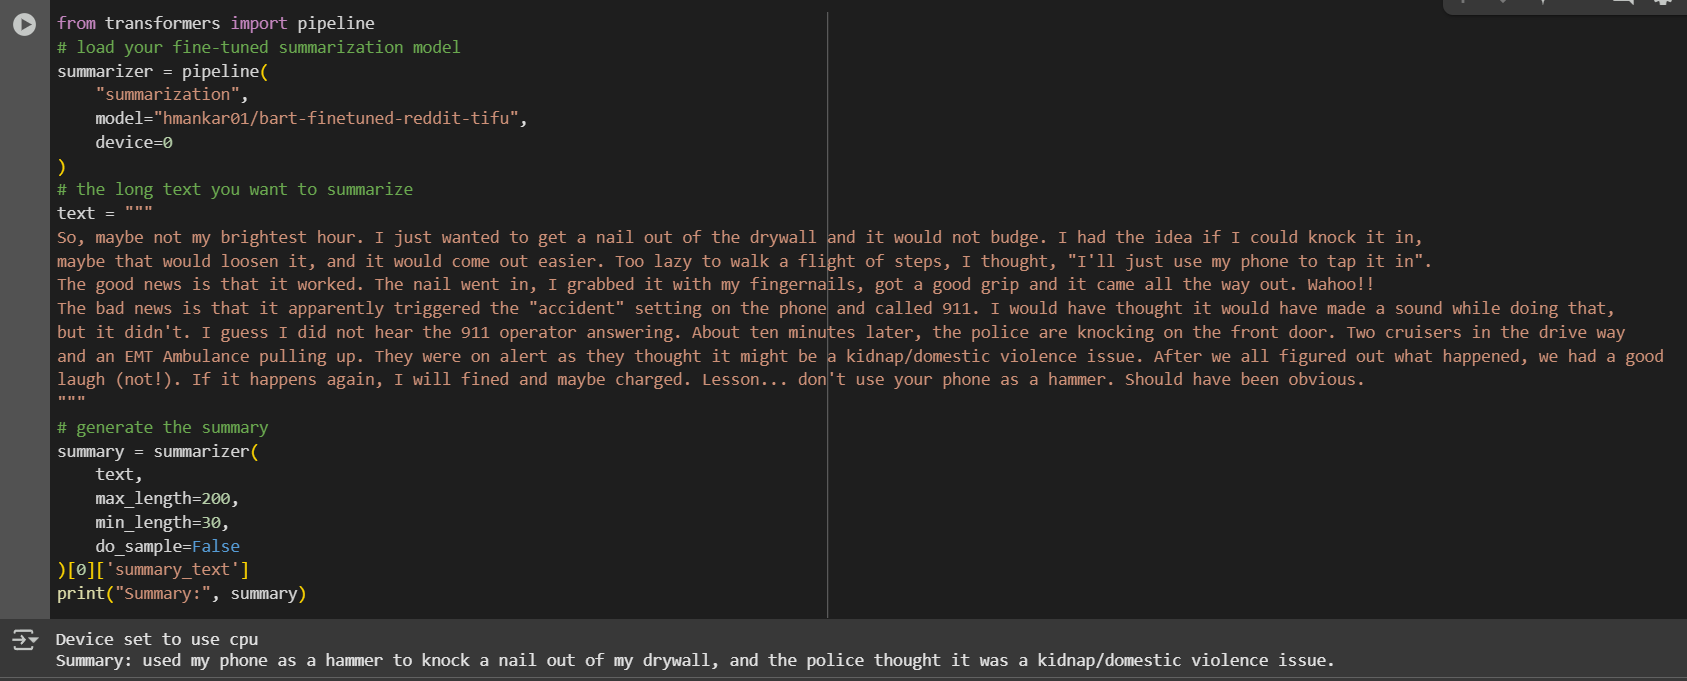 from transformers import pipeline
# load your fine-tuned summarization model
summarizer = pipeline(
    "summarization",
    model="hmankar01/bart-finetuned-reddit-tifu",
    device=0
)
# the long text you want to summarize
text = """
So, maybe not my brightest hour. I just wanted to get a nail out of the drywall and it would not budge. I had the idea if I could knock it in,
maybe that would loosen it, and it would come out easier. Too lazy to walk a flight of steps, I thought, "I'll just use my phone to tap it in".
The good news is that it worked. The nail went in, I grabbed it with my fingernails, got a good grip and it came all the way out. Wahoo!!
The bad news is that it apparently triggered the "accident" setting on the phone and called 911. I would have thought it would have made a sound while doing that,
but it didn't. I guess I did not hear the 911 operator answering. About ten minutes later, the police are knocking on the front door. Two cruisers in the drive way
and an EMT Ambulance pulling up. They were on alert as they thought it might be a kidnap/domestic violence issue. After we all figured out what happened, we had a good
laugh (not!). If it happens again, I will fined and maybe charged. Lesson... don't use your phone as a hammer. Should have been obvious.
"""
# generate the summary
summary = summarizer(
    text,
    max_length=200,
    min_length=30,
    do_sample=False
)[0]['summary_text']
print("Summary:", summary)
Device set to use cpu
Summary: used my phone as a hammer to knock a nail out of my drywall, and the police thought it was a kidnap/domestic violence issue.